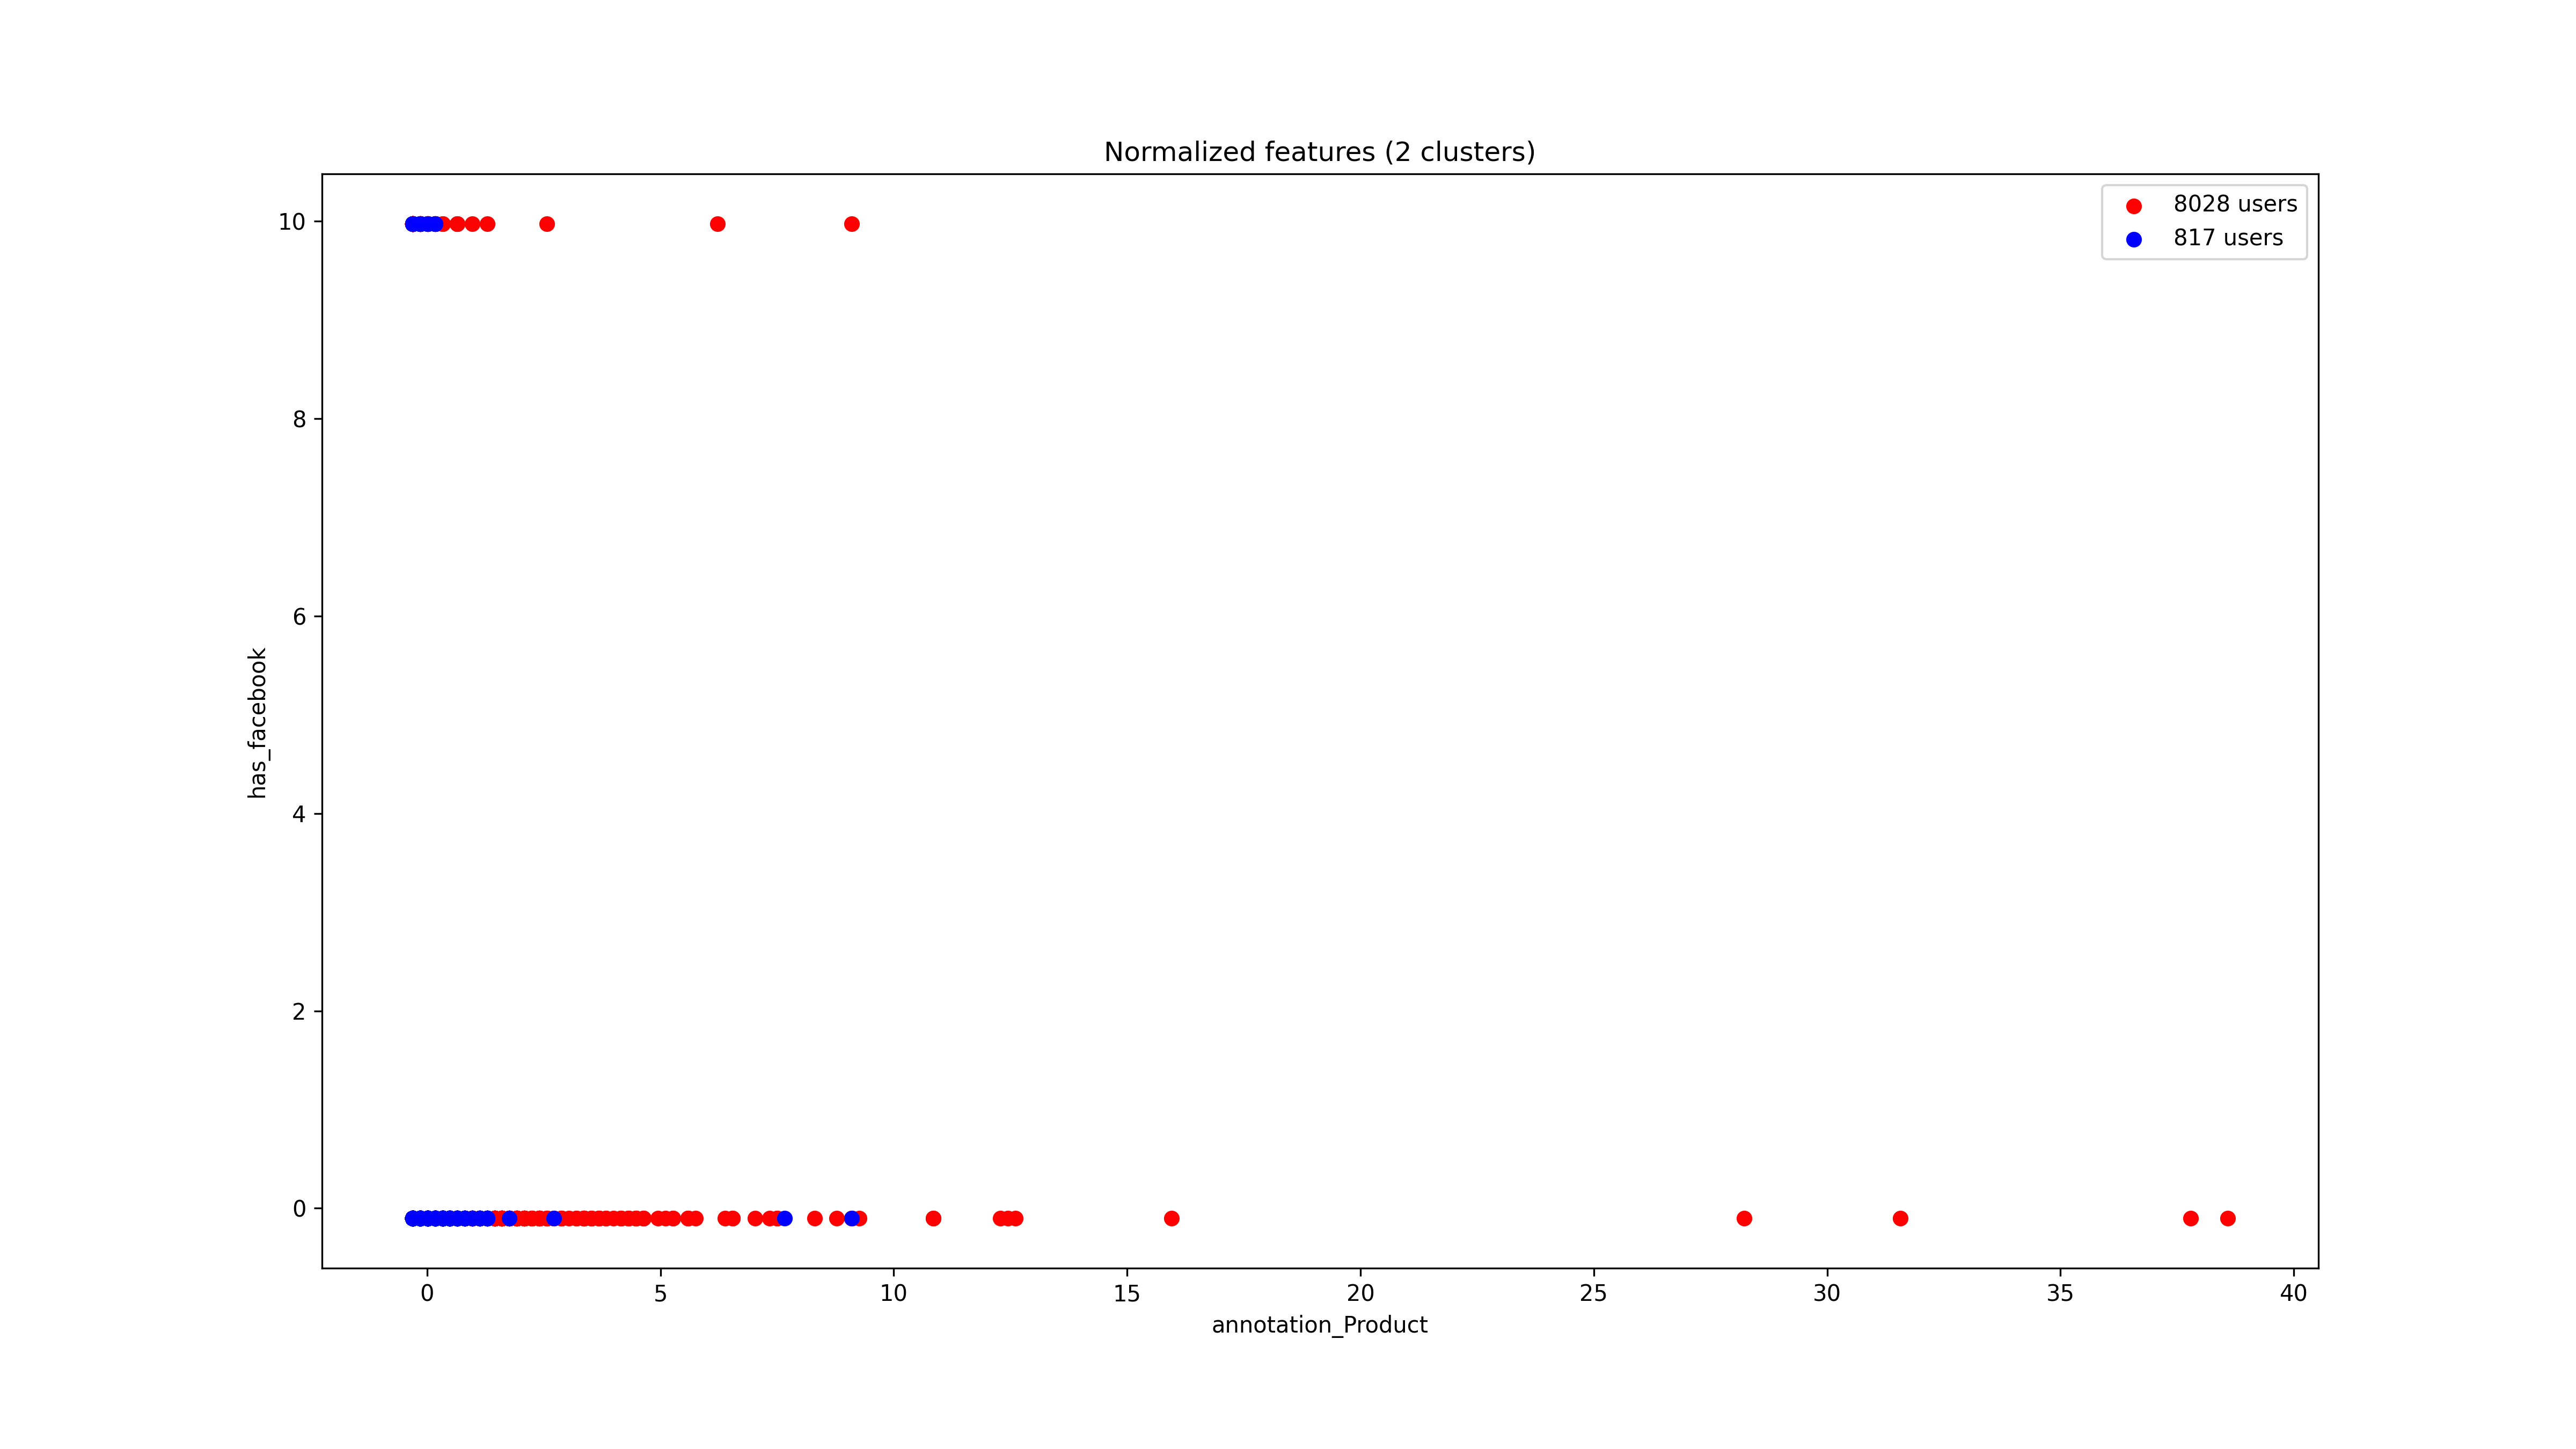 Normalized features (2 clusters)
8028 users
817 users
10
8
6
4
2
0
has_facebook
0 5 10 15 20 25 30 35 40
annotation_Product